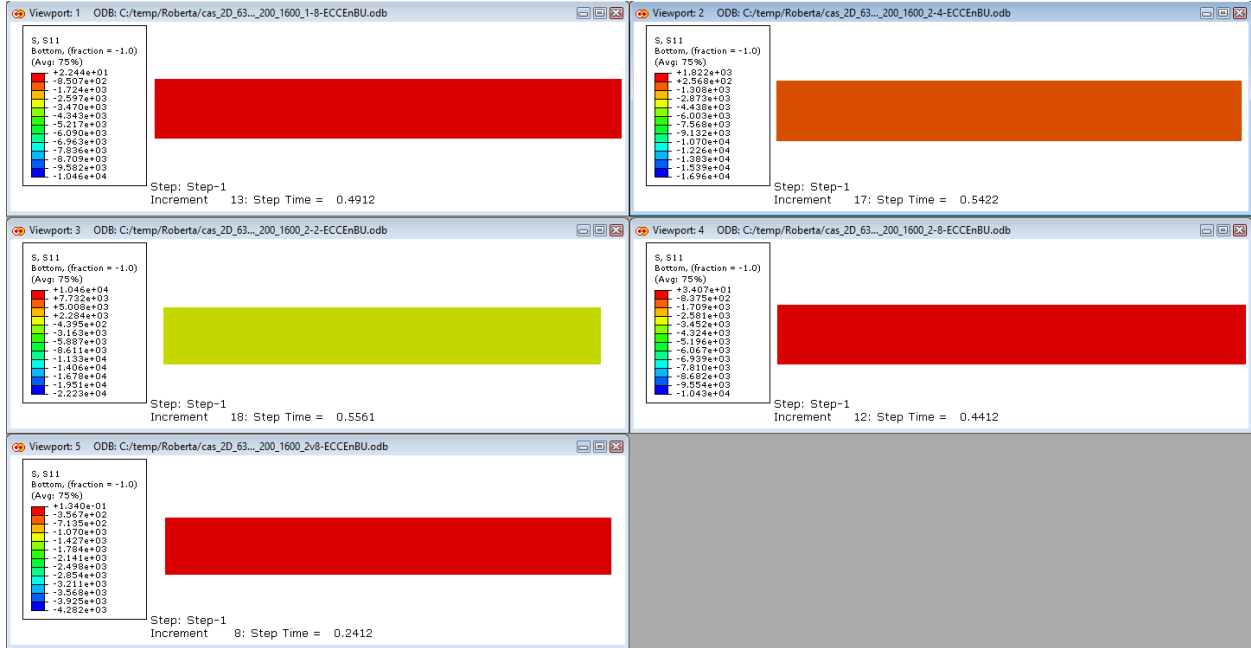 Viewport: 1 ODB: C:/temp/Roberta/cas_2D_63..._200_1600_1-8-ECCEnBU.odb
S, S11
Bottom, (fraction = -1.0)
(Avg: 75%)
+2.244e+01
-8.507e+02
-1.724e+03
-2.597e+03
-3.470e+03
-4.343e+03
-5.217e+03
-6.090e+03
-6.963e+03
-7.836e+03
-8.709e+03
-9.582e+03
-1.046e+04
Step: Step-1
Increment 13: Step Time = 0.4912
Viewport: 2 ODB: C:/temp/Roberta/cas_2D_63..._200_1600_2-4-ECCEnBU.odb
S, S11
Bottom, (fraction = -1.0)
(Avg: 75%)
+1.822e+03
+2.568e+02
-1.308e+03
-2.873e+03
-4.438e+03
-6.003e+03
-7.568e+03
-9.132e+03
-1.070e+04
-1.226e+04
-1.383e+04
-1.539e+04
-1.696e+04
Step: Step-1
Increment 17: Step Time = 0.5422
Viewport: 3 ODB: C:/temp/Roberta/cas_2D_63..._200_1600_2-2-ECCEnBU.odb
S, S11
Bottom, (fraction = -1.0)
(Avg: 75%)
+1.046e+04
+7.732e+03
+5.008e+03
+2.284e+03
-4.395e+02
-3.163e+03
-5.887e+03
-8.611e+03
-1.133e+04
-1.406e+04
-1.678e+04
-1.951e+04
-2.223e+04
Step: Step-1
Increment 18: Step Time = 0.5561
Viewport: 4 ODB: C:/temp/Roberta/cas_2D_63..._200_1600_2-8-ECCEnBU.odb
S, S11
Bottom, (fraction = -1.0)
(Avg: 75%)
+3.407e+01
-8.375e+02
-1.709e+03
-2.581e+03
-3.452e+03
-4.324e+03
-5.196e+03
-6.067e+03
-6.939e+03
-7.810e+03
-8.682e+03
-9.554e+03
-1.043e+04
Step: Step-1
Increment 12: Step Time = 0.4412
Viewport: 5 ODB: C:/temp/Roberta/cas_2D_63..._200_1600_2v8-ECCEnBU.odb
S, S11
Bottom, (fraction = -1.0)
(Avg: 75%)
+1.340e-01
-3.567e+02
-7.135e+02
-1.070e+03
-1.427e+03
-1.784e+03
-2.141e+03
-2.498e+03
-2.854e+03
-3.211e+03
-3.568e+03
-3.925e+03
-4.282e+03
Step: Step-1
Increment 8: Step Time = 0.2412